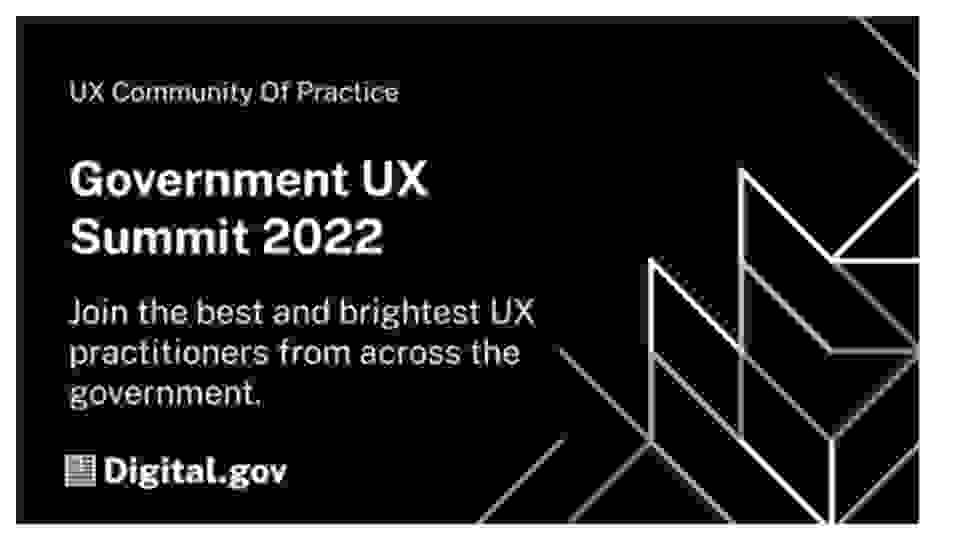 UX Community Of Practice
Government UX
Summit 2022
Join the best and brightest UX
practitioners from across the
government.
Digital.gov